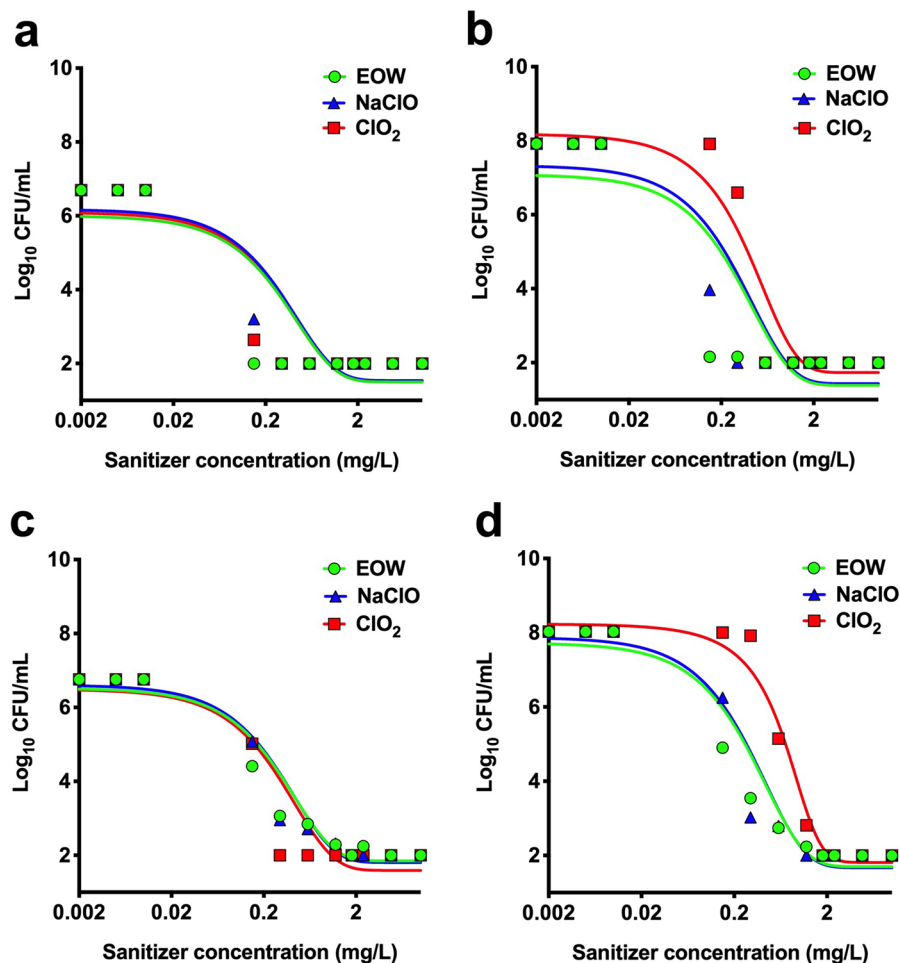 a
10
8
6
4
2
Log10 CFU/mL
EOW
NaClO
ClO2
0.002
0.02
0.2
2
Sanitizer concentration (mg/L)
b
10
8
6
4
2
Log10 CFU/mL
EOW
NaClO
ClO2
0.002
0.02
0.2
2
Sanitizer concentration (mg/L)
c
10
8
6
4
2
Log10 CFU/mL
EOW
NaClO
ClO2
0.002
0.02
0.2
2
Sanitizer concentration (mg/L)
d
10
8
6
4
2
Log10 CFU/mL
EOW
NaClO
ClO2
0.002
0.02
0.2
2
Sanitizer concentration (mg/L)